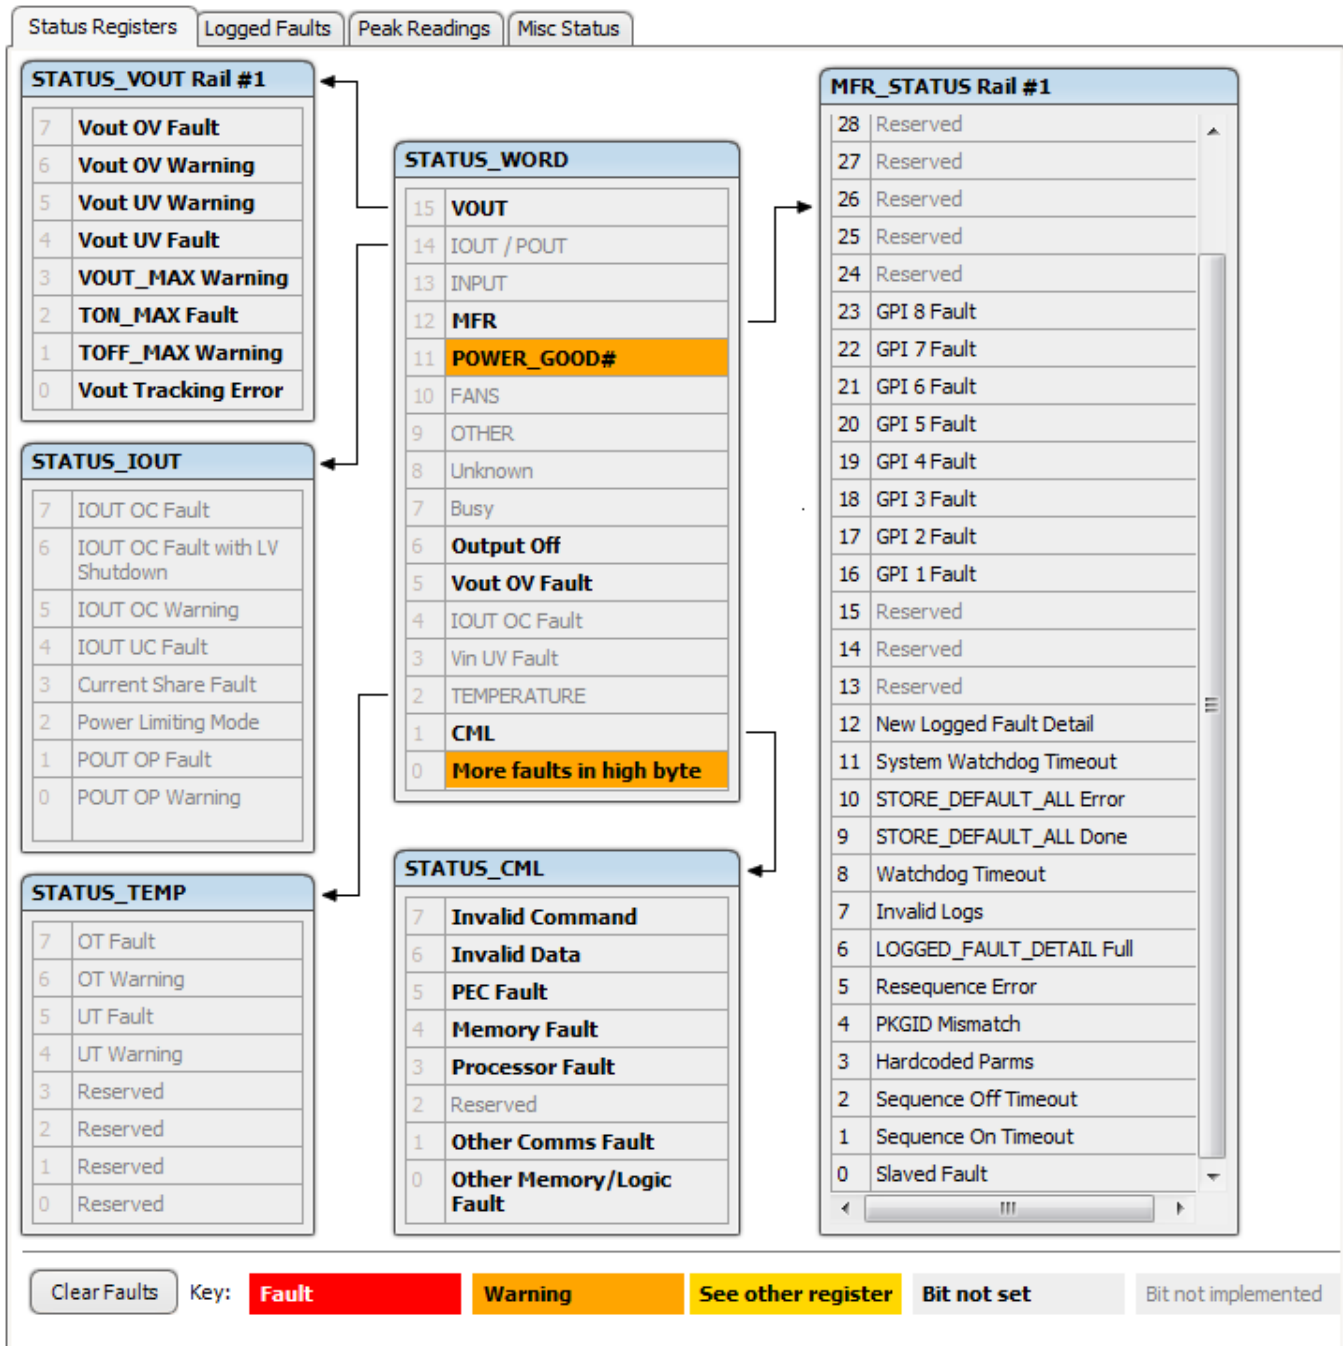 Status Registers
Logged Faults
Peak Readings
Misc Status
STATUS_VOUT Rail #1
7 Vout OV Fault
6 Vout OV Warning
5 Vout UV Warning
4 Vout UV Fault
3 VOUT_MAX Warning
2 TON_MAX Fault
1 TOFF_MAX Warning
0 Vout Tracking Error
STATUS_IOUT
7 IOUT OC Fault
6 IOUT OC Fault with LV
Shutdown
5 IOUT OC Warning
4 IOUT UC Fault
3 Current Share Fault
2 Power Limiting Mode
1 POUT OP Fault
0 POUT OP Warning
STATUS_TEMP
7 OT Fault
6 OT Warning
5 UT Fault
4 UT Warning
3 Reserved
2 Reserved
1 Reserved
0 Reserved
STATUS_WORD
15 VOUT
14 IOUT / POUT
13 INPUT
12 MFR
11 POWER_GOOD#
10 FANS
9 OTHER
8 Unknown
7 Busy
6 Output Off
5 Vout OV Fault
4 IOUT OC Fault
3 Vin UV Fault
2 TEMPERATURE
1 CML
0 More faults in high byte
STATUS_CML
7 Invalid Command
6 Invalid Data
5 PEC Fault
4 Memory Fault
3 Processor Fault
2 Reserved
1 Other Comms Fault
0 Other Memory/Logic
Fault
MFR_STATUS Rail #1
28 Reserved
27 Reserved
26 Reserved
25 Reserved
24 Reserved
23 GPI 8 Fault
22 GPI 7 Fault
21 GPI 6 Fault
20 GPI 5 Fault
19 GPI 4 Fault
18 GPI 3 Fault
17 GPI 2 Fault
16 GPI 1 Fault
15 Reserved
14 Reserved
13 Reserved
12 New Logged Fault Detail
11 System Watchdog Timeout
10 STORE_DEFAULT_ALL Error
9 STORE_DEFAULT_ALL Done
8 Watchdog Timeout
7 Invalid Logs
6 LOGGED_FAULT_DETAIL Full
5 Resequence Error
4 PKGID Mismatch
3 Hardcoded Parms
2 Sequence Off Timeout
1 Sequence On Timeout
0 Slaved Fault
Clear Faults
Key:
Fault
Warning
See other register
Bit not set
Bit not implemented